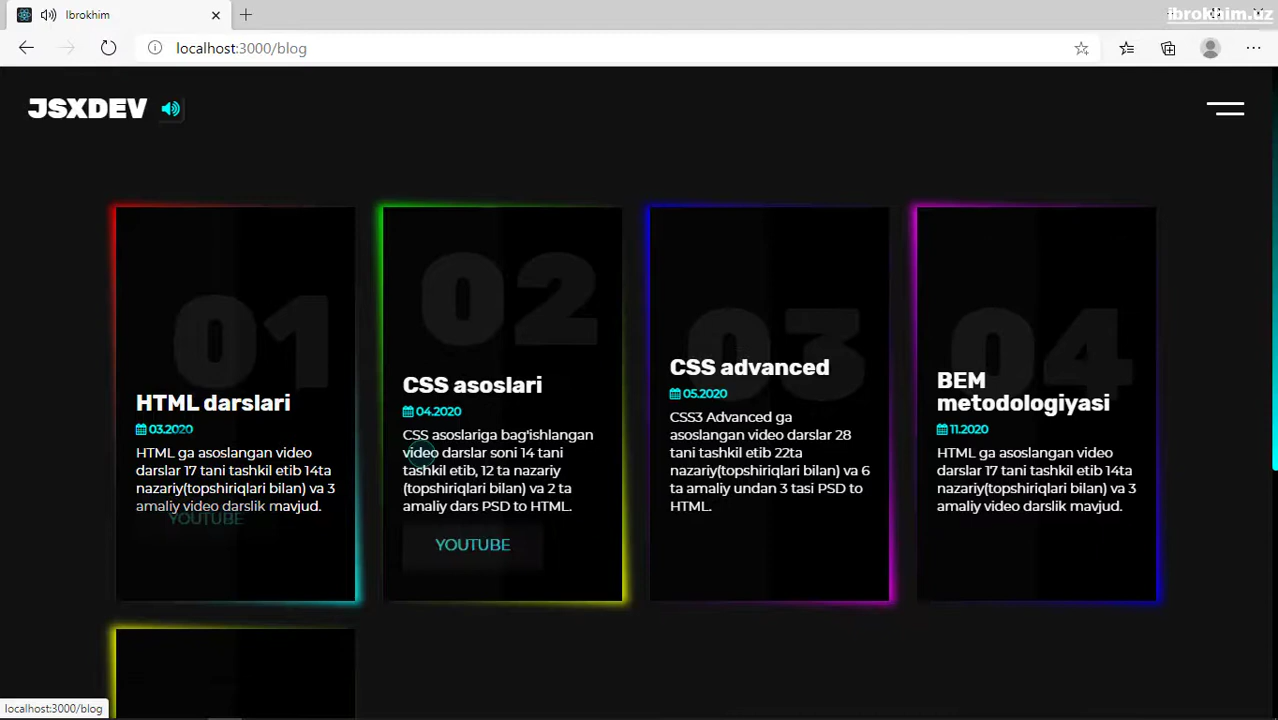 Ibrokhim
ibrokhim.uz
localhost:3000/blog
JSXDEV
01
HTML darslari
03.2020
HTML ga asoslangan video
darslar 17 tani tashkil etib 14ta
nazariy(topshiriqlari bilan) va 3
amaliy video darslik mavjud.
YOUTUBE
02
CSS asoslari
04.2020
CSS asoslariga bag'ishlangan
video darslar soni 14 tani
tashkil etib, 12 ta nazariy
(topshiriqlari bilan) va 2 ta
amaliy dars PSD to HTML.
YOUTUBE
03
CSS advanced
05.2020
CSS3 Advanced ga
asoslangan video darslar 28
tani tashkil etib 22ta
nazariy(topshiriqlari bilan) va 6
ta amaliy undan 3 tasi PSD to
HTML.
04
BEM
metodologiyasi
11.2020
HTML ga asoslangan video
darslar 17 tani tashkil etib 14ta
nazariy(topshiriqlari bilan) va 3
amaliy video darslik mavjud.
localhost:3000/blog